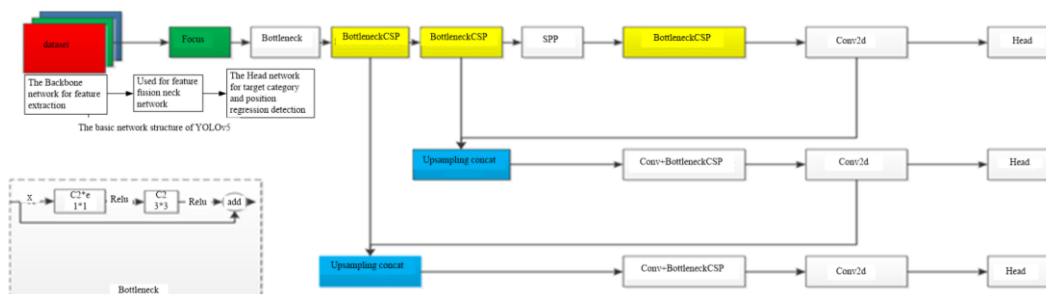 dataset
Focus
Bottleneck
BottleneckCSP
BottleneckCSP
SPP
BottleneckCSP
Conv2d
Head
The Backbone
network for feature
extraction
Used for feature
fusion neck
network
The Head network
for target category
and position
regression detection
The basic network structure of YOLOv5
Upsampling concat
Conv+BottleneckCSP
Conv2d
Head
x
C2*e
1*1
Relu
C2
3*3
Relu
add
Bottleneck
Upsampling concat
Conv+BottleneckCSP
Conv2d
Head